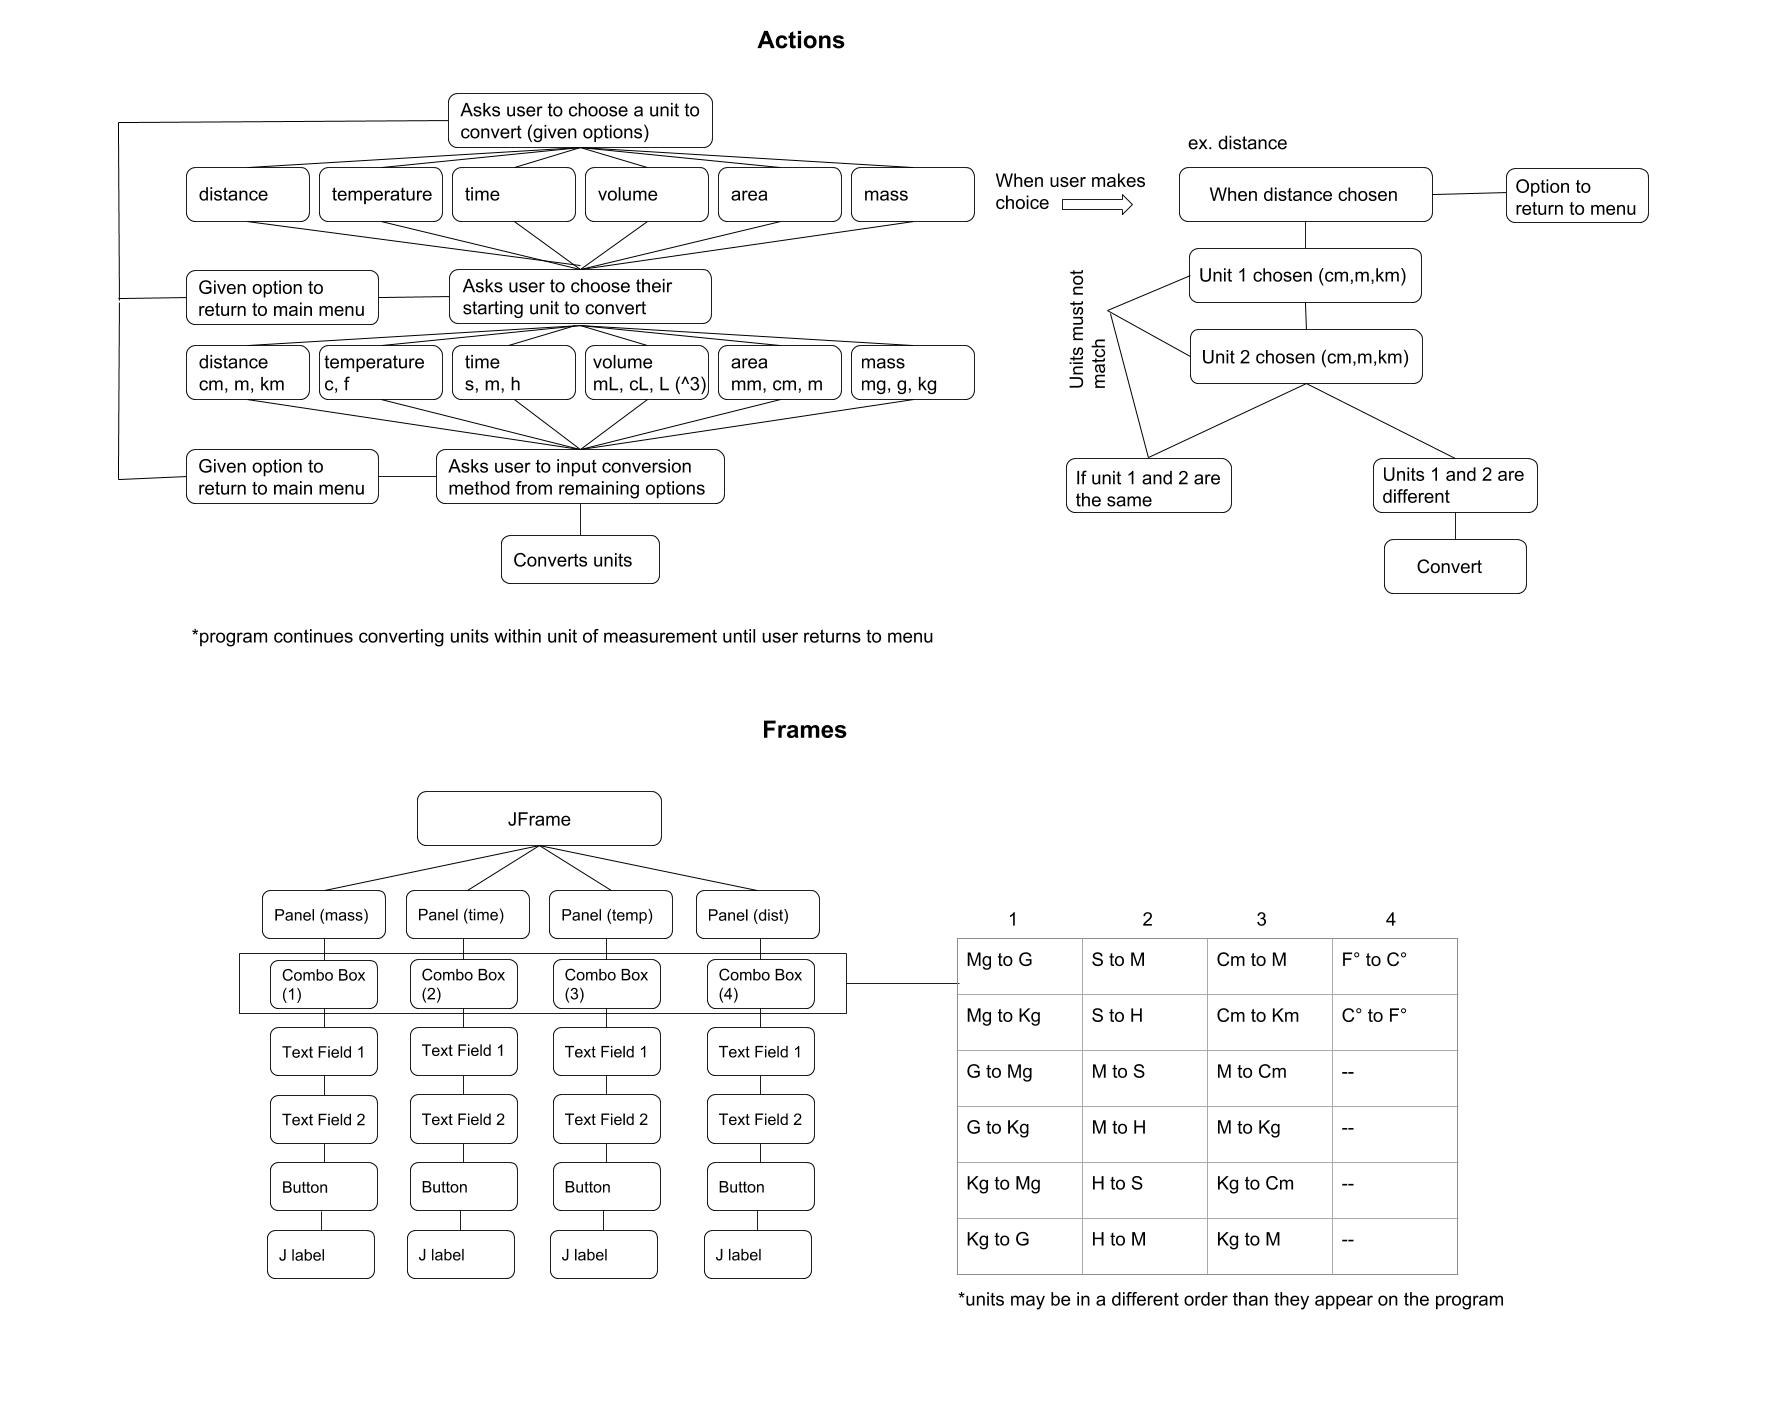 Actions
Asks user to choose a unit to
convert (given options)
distance
temperature
time
volume
area
mass
Given option to
return to main menu
Asks user to choose their
starting unit to convert
distance
cm, m, km
temperature
c, f
time
s, m, h
volume
mL, cL, L (^3)
area
mm, cm, m
mass
mg, g, kg
Given option to
return to main menu
Asks user to input conversion
method from remaining options
Converts units
*program continues converting units within unit of measurement until user returns to menu
When user makes
choice
ex. distance
When distance chosen
Option to
return to menu
Unit 1 chosen (cm,m,km)
Units must not
match
Unit 2 chosen (cm,m,km)
If unit 1 and 2 are
the same
Units 1 and 2 are
different
Convert
Frames
JFrame
Panel (mass)
Panel (time)
Panel (temp)
Panel (dist)
Combo Box
(1)
Combo Box
(2)
Combo Box
(3)
Combo Box
(4)
Text Field 1
Text Field 1
Text Field 1
Text Field 1
Text Field 2
Text Field 2
Text Field 2
Text Field 2
Button
Button
Button
Button
J label
J label
J label
J label
1 2 3 4
Mg to G S to M Cm to M F° to C°
Mg to Kg S to H Cm to Km C° to F°
G to Mg M to S M to Cm --
G to Kg M to H M to Kg --
Kg to Mg H to S Kg to Cm --
Kg to G H to M Kg to M --
*units may be in a different order than they appear on the program